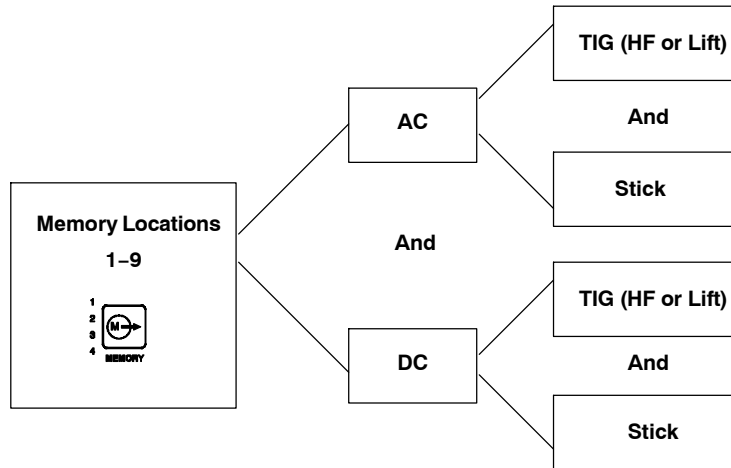 Memory Locations
1–9
1
2
3
4
M
MEMORY
AC
And
DC
TIG (HF or Lift)
And
Stick
TIG (HF or Lift)
And
Stick